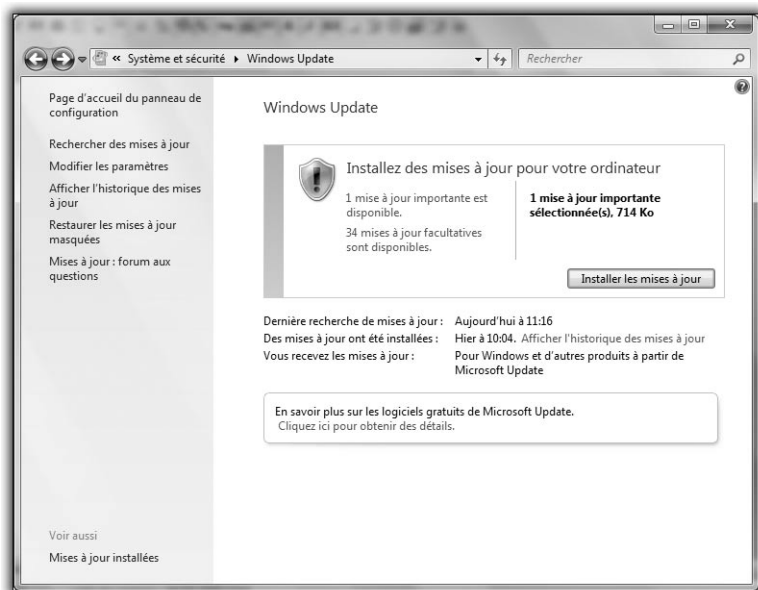 « Système et sécurité ▸ Windows Update
Rechercher
Page d'accueil du panneau de
configuration
Rechercher des mises à jour
Modifier les paramètres
Afficher l'historique des mises
à jour
Restaurer les mises à jour
masquées
Mises à jour : forum aux
questions
Voir aussi
Mises à jour installées
Windows Update
Installez des mises à jour pour votre ordinateur
1 mise à jour importante est
disponible.
34 mises à jour facultatives
sont disponibles.
1 mise à jour importante
sélectionnée(s), 714 Ko
Installer les mises à jour
Dernière recherche de mises à jour : Aujourd'hui à 11:16
Des mises à jour ont été installées : Hier à 10:04. Afficher l'historique des mises à jour
Vous recevez les mises à jour : Pour Windows et d'autres produits à partir de
Microsoft Update
En savoir plus sur les logiciels gratuits de Microsoft Update.
Cliquez ici pour obtenir des détails.